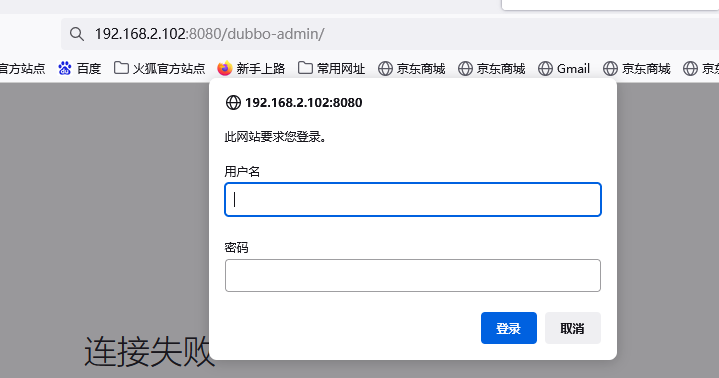 192.168.2.102:8080/dubbo-admin/
官方站点 百度 火狐官方站点 新手上路 常用网址 京东商城 京东商城 Gmail 京东商城 京
192.168.2.102:8080
此网站要求您登录。
用户名
密码
登录 取消
连接失败